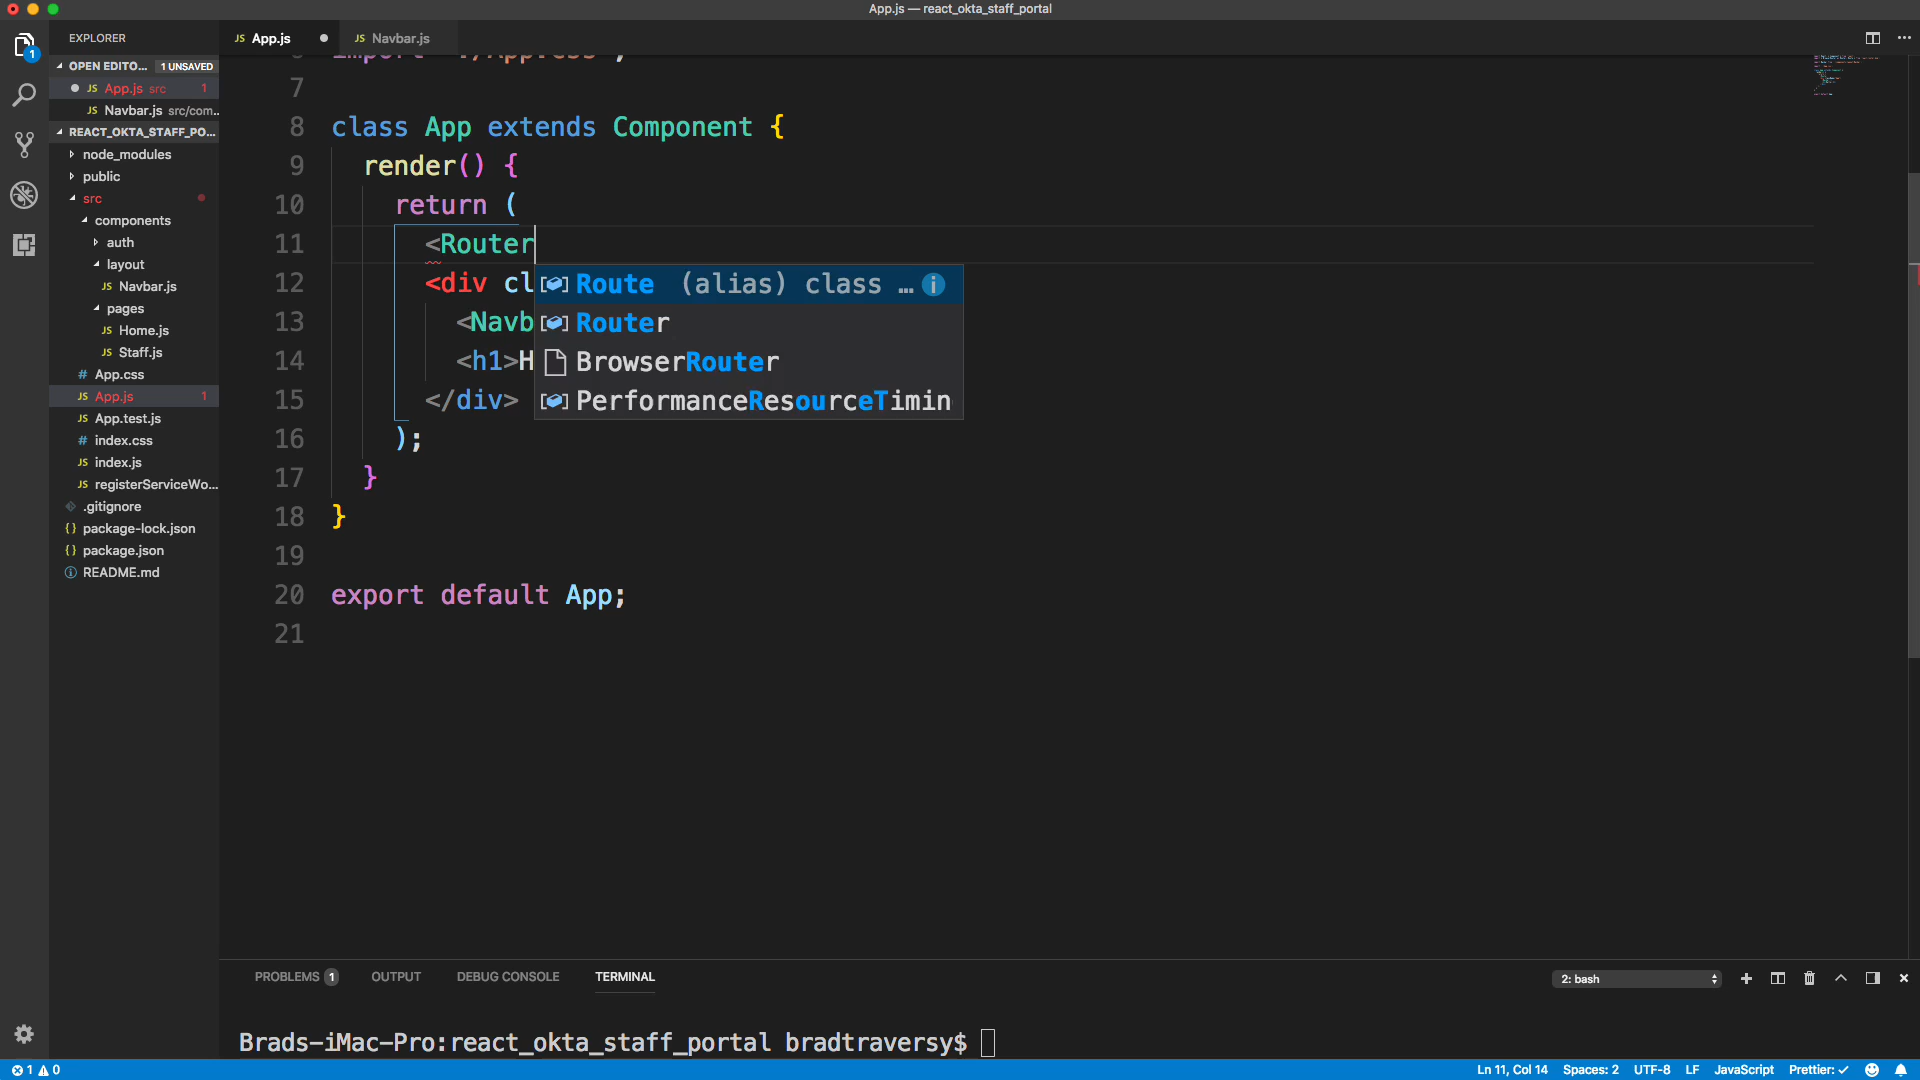 App.js — react_okta_staff_portal
EXPLORER
JS App.js
JS Navbar.js
1
OPEN EDITO... 1 UNSAVED
JS App.js src 1
JS Navbar.js src/com...
REACT_OKTA_STAFF_PO...
node_modules
public
src
components
auth
layout
JS Navbar.js
pages
JS Home.js
JS Staff.js
# App.css
JS App.js 1
JS App.test.js
# index.css
JS index.js
JS registerServiceWo...
.gitignore
{} package-lock.json
{} package.json
README.md
7
8 class App extends Component {
9 render() {
10 return (
11 <Router
12 <div cl
13 <Navb
14 <h1>H
15 </div>
16 );
17 }
18 }
19
20 export default App;
21
Route (alias) class ... i
Router
BrowserRouter
PerformanceResourceTimin
PROBLEMS 1 OUTPUT DEBUG CONSOLE TERMINAL
2: bash
Brads-iMac-Pro:react_okta_staff_portal bradtraversy$
1 0
Ln 11, Col 14 Spaces: 2 UTF-8 LF JavaScript Prettier: ✓